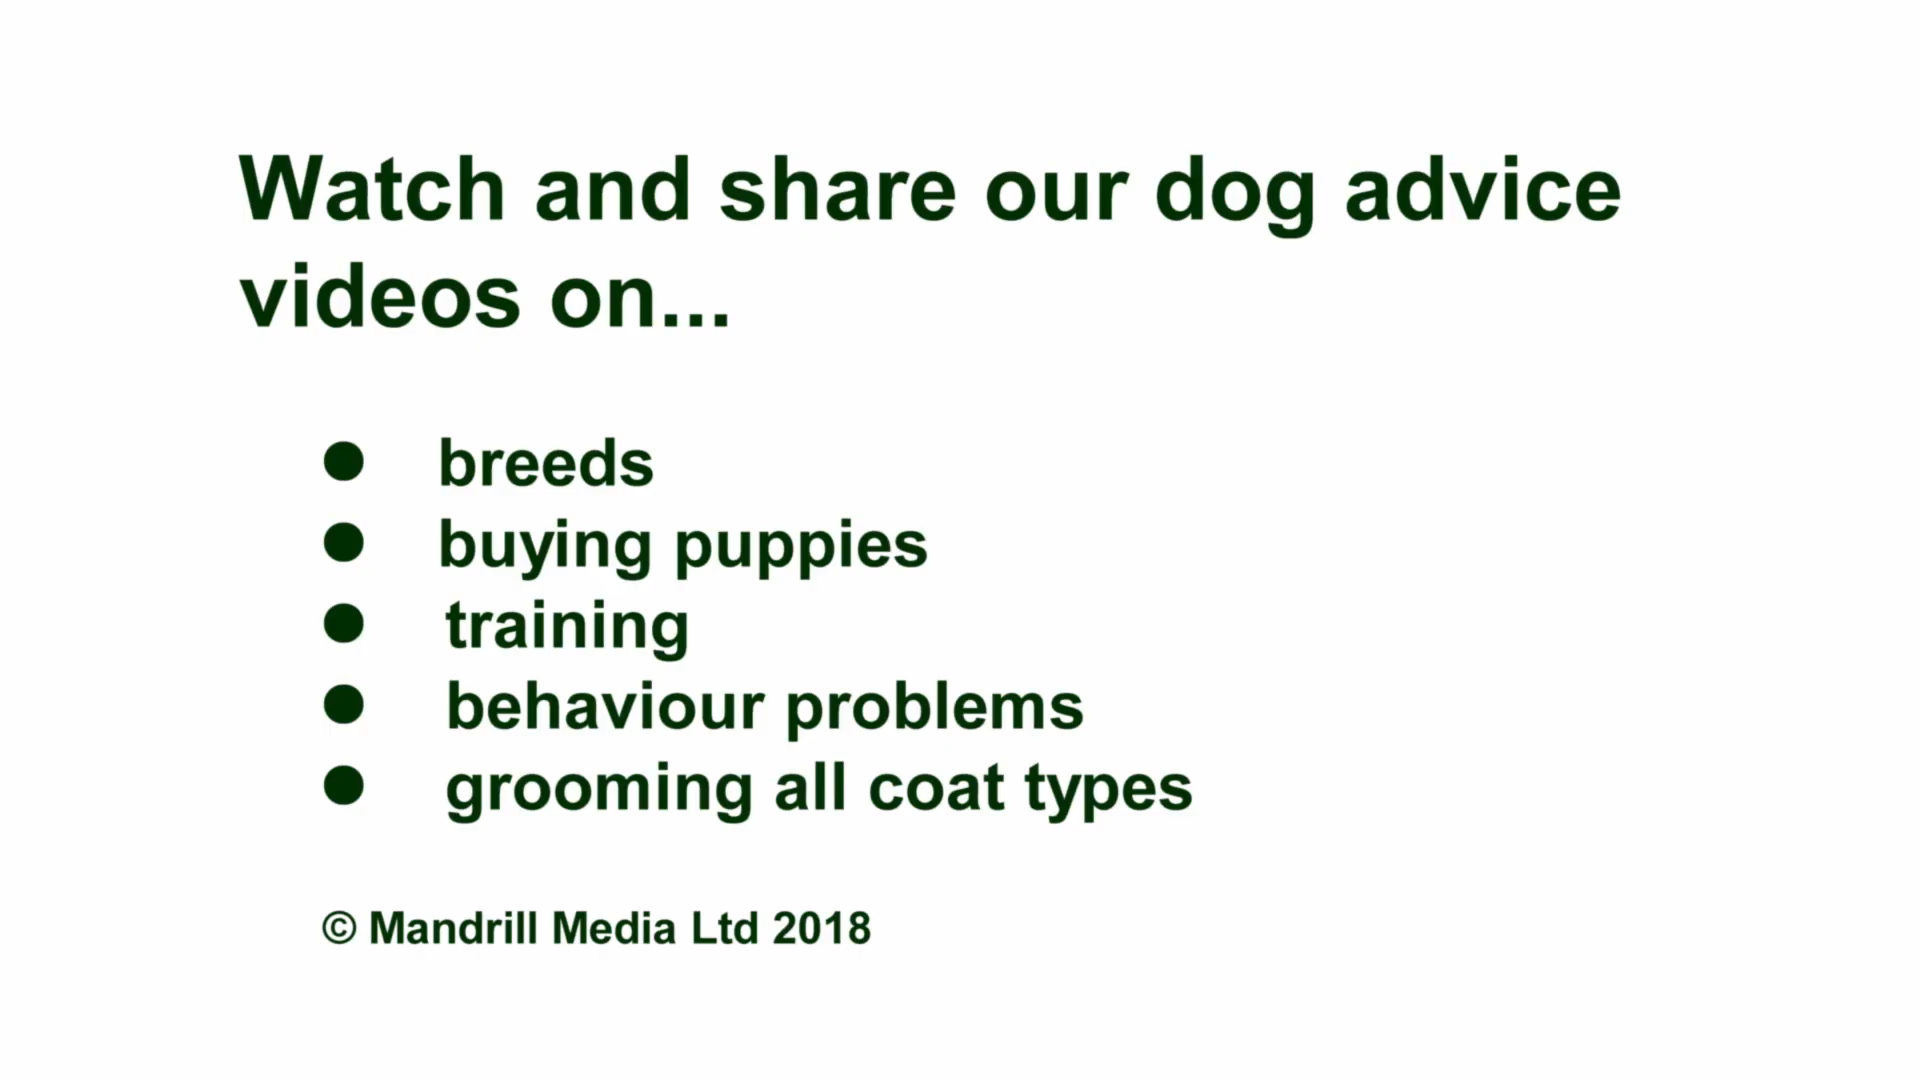 Watch and share our dog advice
videos on...
● breeds
● buying puppies
● training
● behaviour problems
● grooming all coat types
© Mandrill Media Ltd 2018